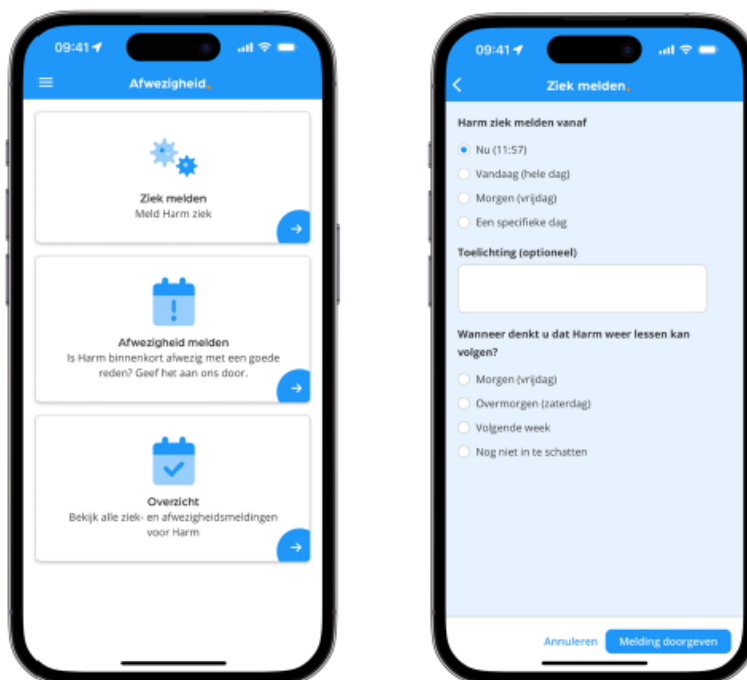 09:41
Afwezigheid.
Ziek melden
Meld Harm ziek
Afwezigheid melden
Is Harm binnenkort afwezig met een goede
reden? Geef het aan ons door.
Overzicht
Bekijk alle ziek- en afwezigheidsmeldingen
voor Harm
09:41
Ziek melden.
Harm ziek melden vanaf
Nu (11:57)
Vandaag (hele dag)
Morgen (vrijdag)
Een specifieke dag
Toelichting (optioneel)
Wanneer denkt u dat Harm weer lessen kan
volgen?
Morgen (vrijdag)
Overmorgen (zaterdag)
Volgende week
Nog niet in te schatten
Annuleren Melding doorgeven